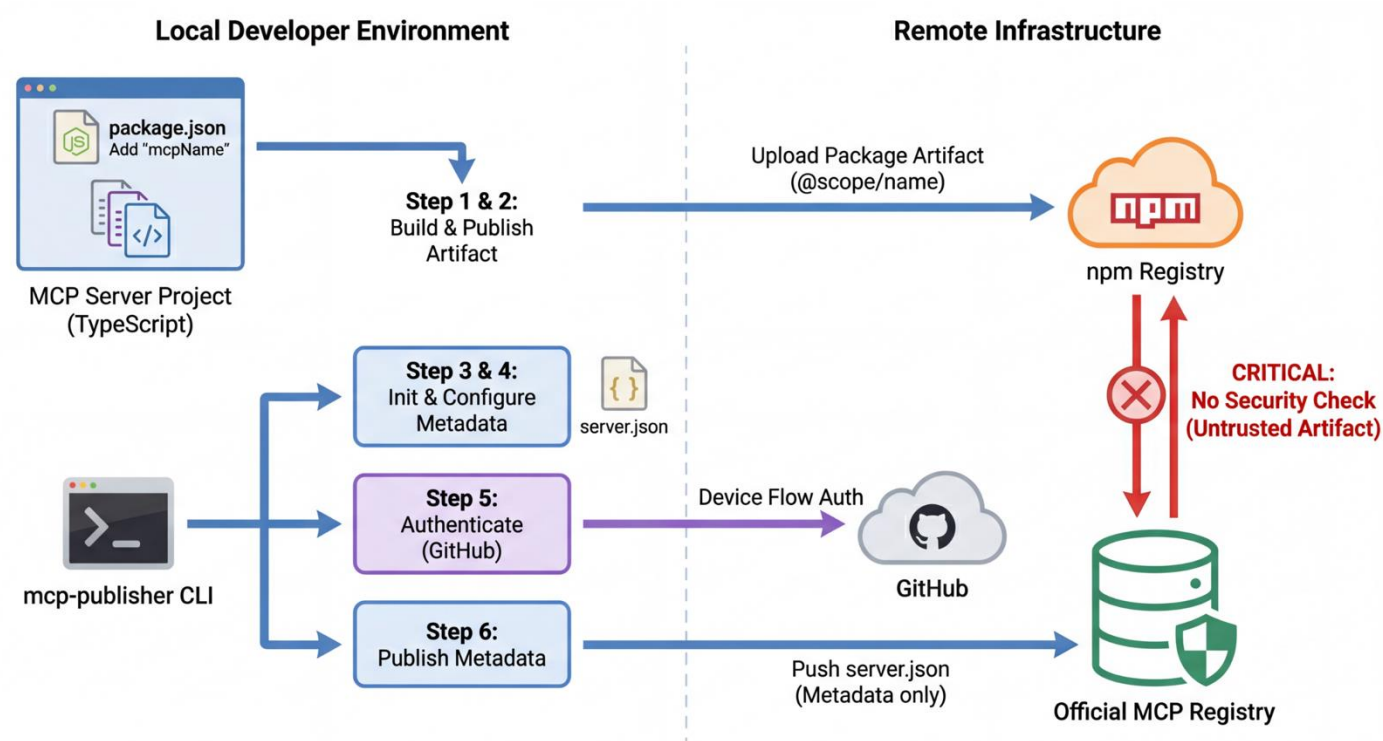 Local Developer Environment
Remote Infrastructure
JS
package.json
Add “mcpName”
</>
MCP Server Project
(TypeScript)
Step 1 & 2:
Build & Publish
Artifact
Upload Package Artifact
(@scope/name)
npm
npm Registry
CRITICAL:
No Security Check
(Untrusted Artifact)
Step 3 & 4:
Init & Configure
Metadata
{ }
server.json
>_
mcp-publisher CLI
Step 5:
Authenticate
(GitHub)
Device Flow Auth
GitHub
Step 6:
Publish Metadata
Push server.json
(Metadata only)
Official MCP Registry